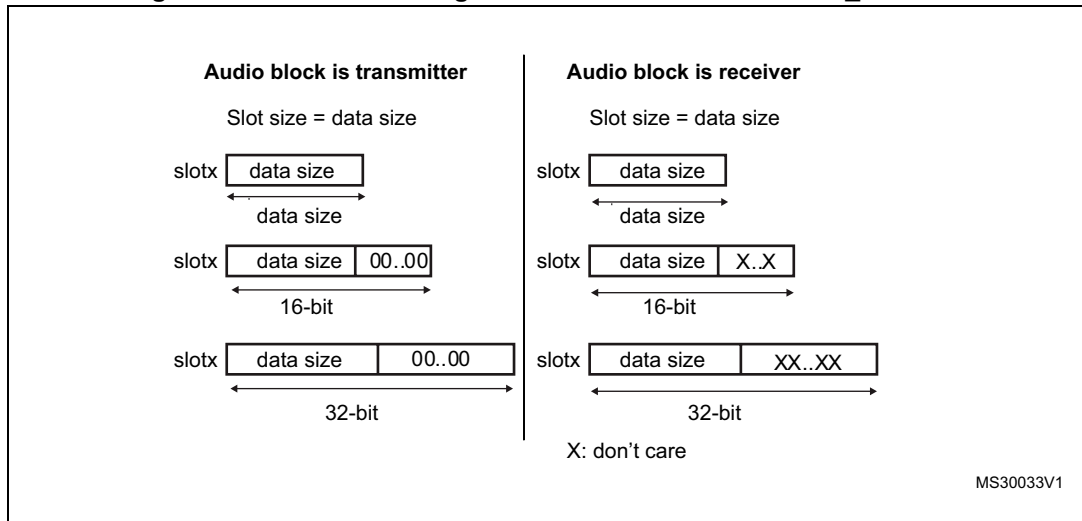 Audio block is transmitter
Slot size = data size
slotx data size
data size
slotx data size 00..00
16-bit
slotx data size 00..00
32-bit
Audio block is receiver
Slot size = data size
slotx data size
data size
slotx data size X..X
16-bit
slotx data size XX..XX
32-bit
X: don't care
MS30033V1